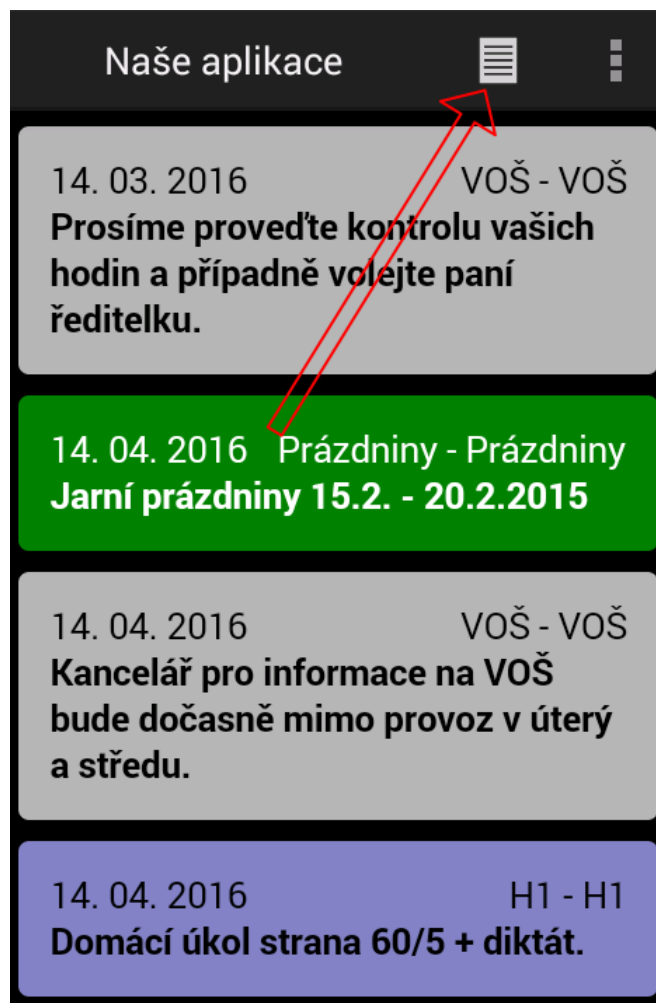 Naše aplikace
14. 03. 2016 VOŠ - VOŠ
Prosíme proveďte kontrolu vašich
hodin a případně volejte paní
ředitelku.
14. 04. 2016 Prázdniny - Prázdniny
Jarní prázdniny 15.2. - 20.2.2015
14. 04. 2016 VOŠ - VOŠ
Kancelář pro informace na VOŠ
bude dočasně mimo provoz v úterý
a středu.
14. 04. 2016 H1 - H1
Domácí úkol strana 60/5 + diktát.